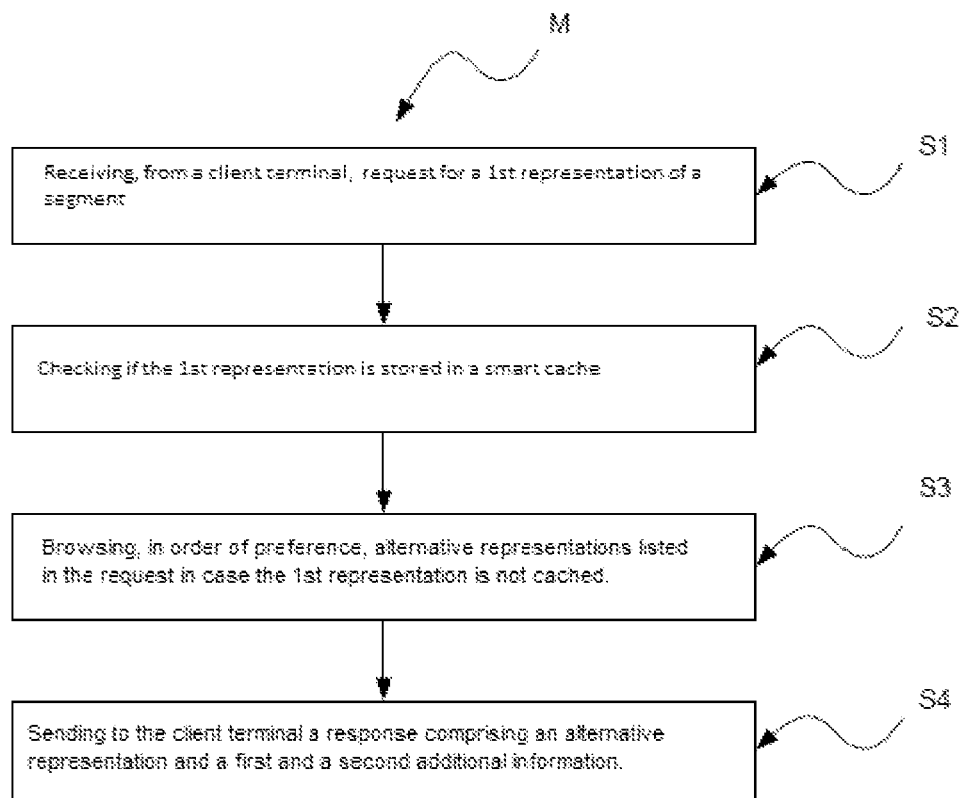 M
S1
Receiving, from a client terminal, request for a 1st representation of a
segment
S2
Checking if the 1st representation is stored in a smart cache
S3
Browsing, in order of preference, alternative representations listed
in the request in case the 1st representation is not cached.
S4
Sending to the client terminal a response comprising an alternative
representation and a first and a second additional information.